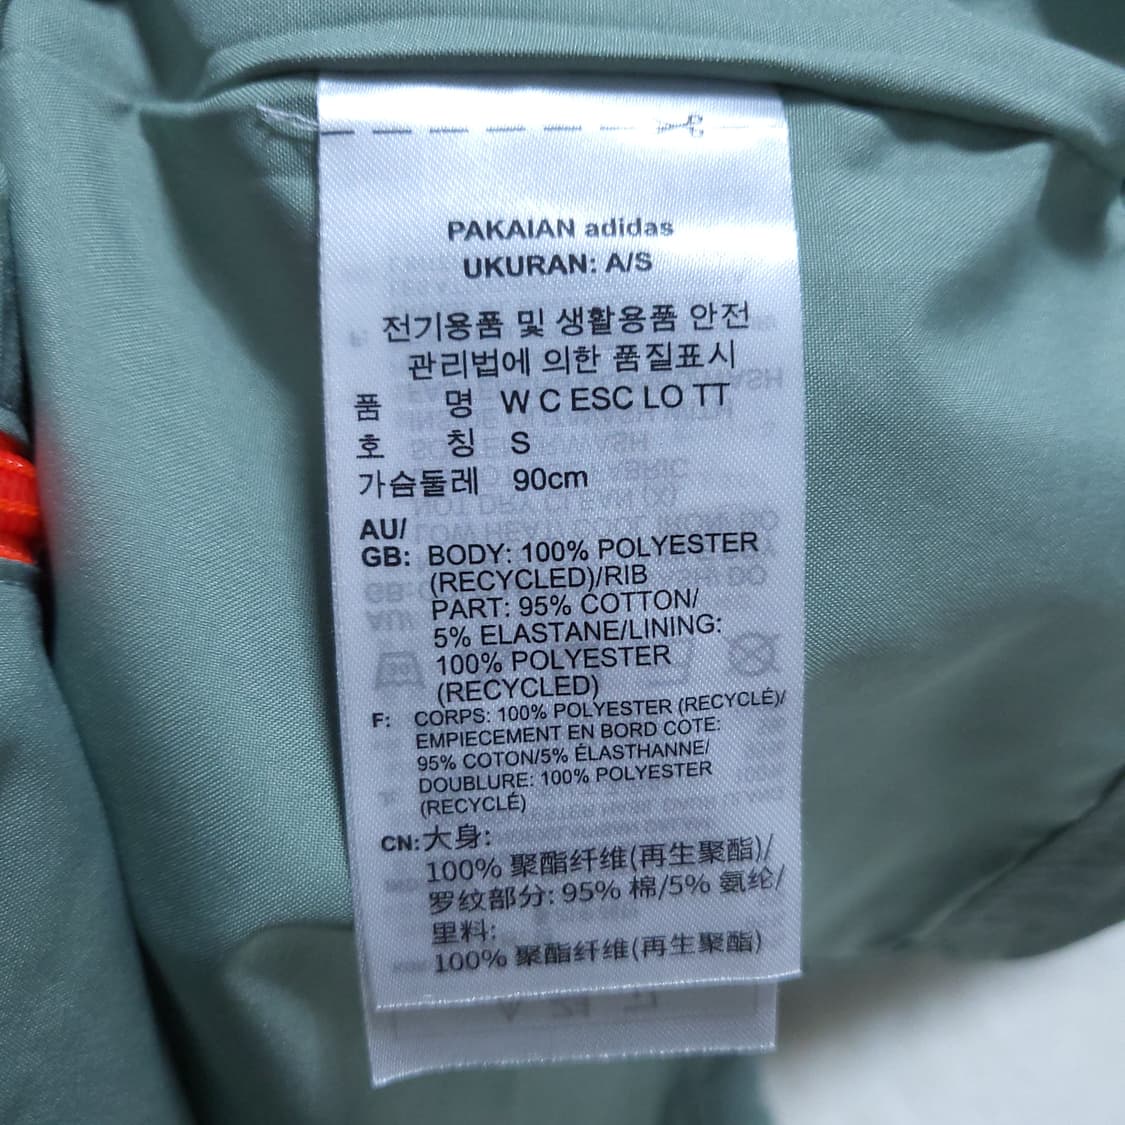 PAKAIAN adidas
UKURAN: A/S
전기용품 및 생활용품 안전
관리법에 의한 품질표시
품 명 W C ESC LO TT
호 칭 S
가슴둘레 90cm
AU/
GB: BODY: 100% POLYESTER
(RECYCLED)/RIB
PART: 95% COTTON/
5% ELASTANE/LINING:
100% POLYESTER
(RECYCLED)
F: CORPS: 100% POLYESTER (RECYCLÉ)/
EMPIECEMENT EN BORD COTE:
95% COTON/5% ÉLASTHANNE/
DOUBLURE: 100% POLYESTER
(RECYCLÉ)
CN:大身:
100% 聚酯纤维(再生聚酯)/
罗纹部分: 95% 棉/5% 氨纶/
里料:
100% 聚酯纤维(再生聚酯)